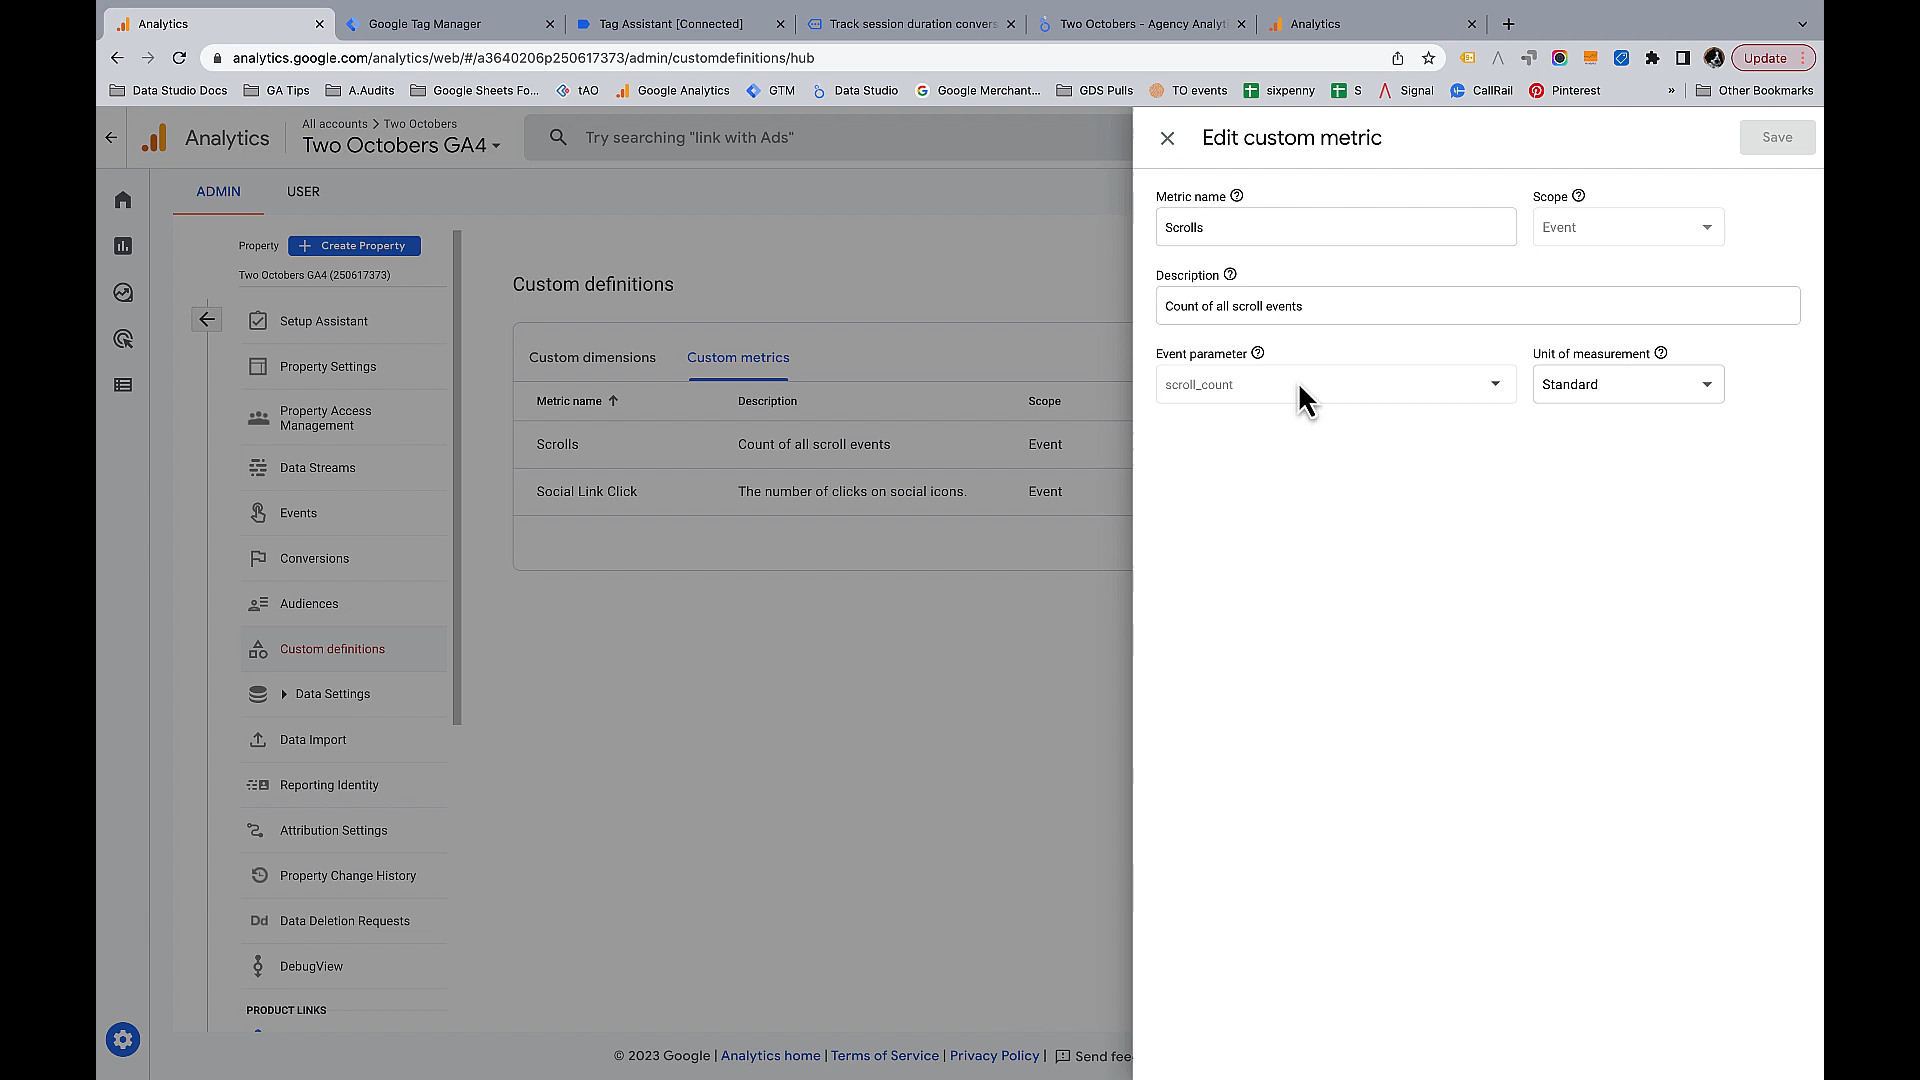 Analytics
Google Tag Manager
Tag Assistant [Connected]
Track session duration convers
Two Octobers - Agency Analyti
Analytics
analytics.google.com/analytics/web/#/a3640206p250617373/admin/customdefinitions/hub
Update
Data Studio Docs
GA Tips
A.Audits
Google Sheets Fo...
tAO
Google Analytics
GTM
Data Studio
Google Merchant...
GDS Pulls
TO events
sixpenny
S
Signal
CallRail
Pinterest
»
Other Bookmarks
Analytics
All accounts > Two Octobers
Two Octobers GA4
Try searching "link with Ads"
Edit custom metric
Save
ADMIN
USER
Property
+ Create Property
Two Octobers GA4 (250617373)
Setup Assistant
Property Settings
Property Access
Management
Data Streams
Events
Conversions
Audiences
Custom definitions
Data Settings
Data Import
Reporting Identity
Attribution Settings
Property Change History
Dd Data Deletion Requests
DebugView
PRODUCT LINKS
Custom definitions
Custom dimensions
Custom metrics
Metric name
Description
Scope
Scrolls
Count of all scroll events
Event
Social Link Click
The number of clicks on social icons.
Event
Metric name
Scope
Scrolls
Event
Description
Count of all scroll events
Event parameter
Unit of measurement
scroll_count
Standard
© 2023 Google | Analytics home | Terms of Service | Privacy Policy | Send fee